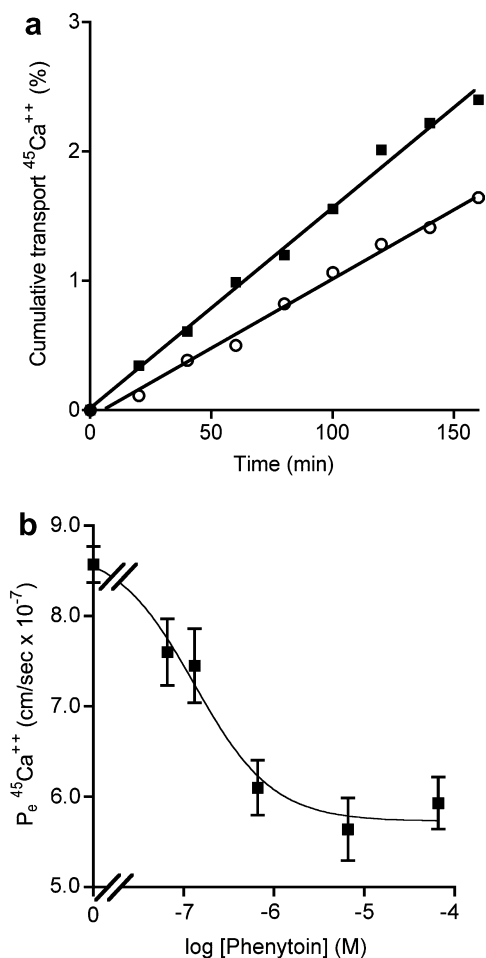 a
3
2
1
0
Cumulative transport ⁴⁵Ca⁺⁺ (%)
0 50 100 150
Time (min)
b
9.0
8.0
7.0
6.0
5.0
Pₑ ⁴⁵Ca⁺⁺ (cm/sec x 10⁻⁷)
0 -7 -6 -5 -4
log [Phenytoin] (M)